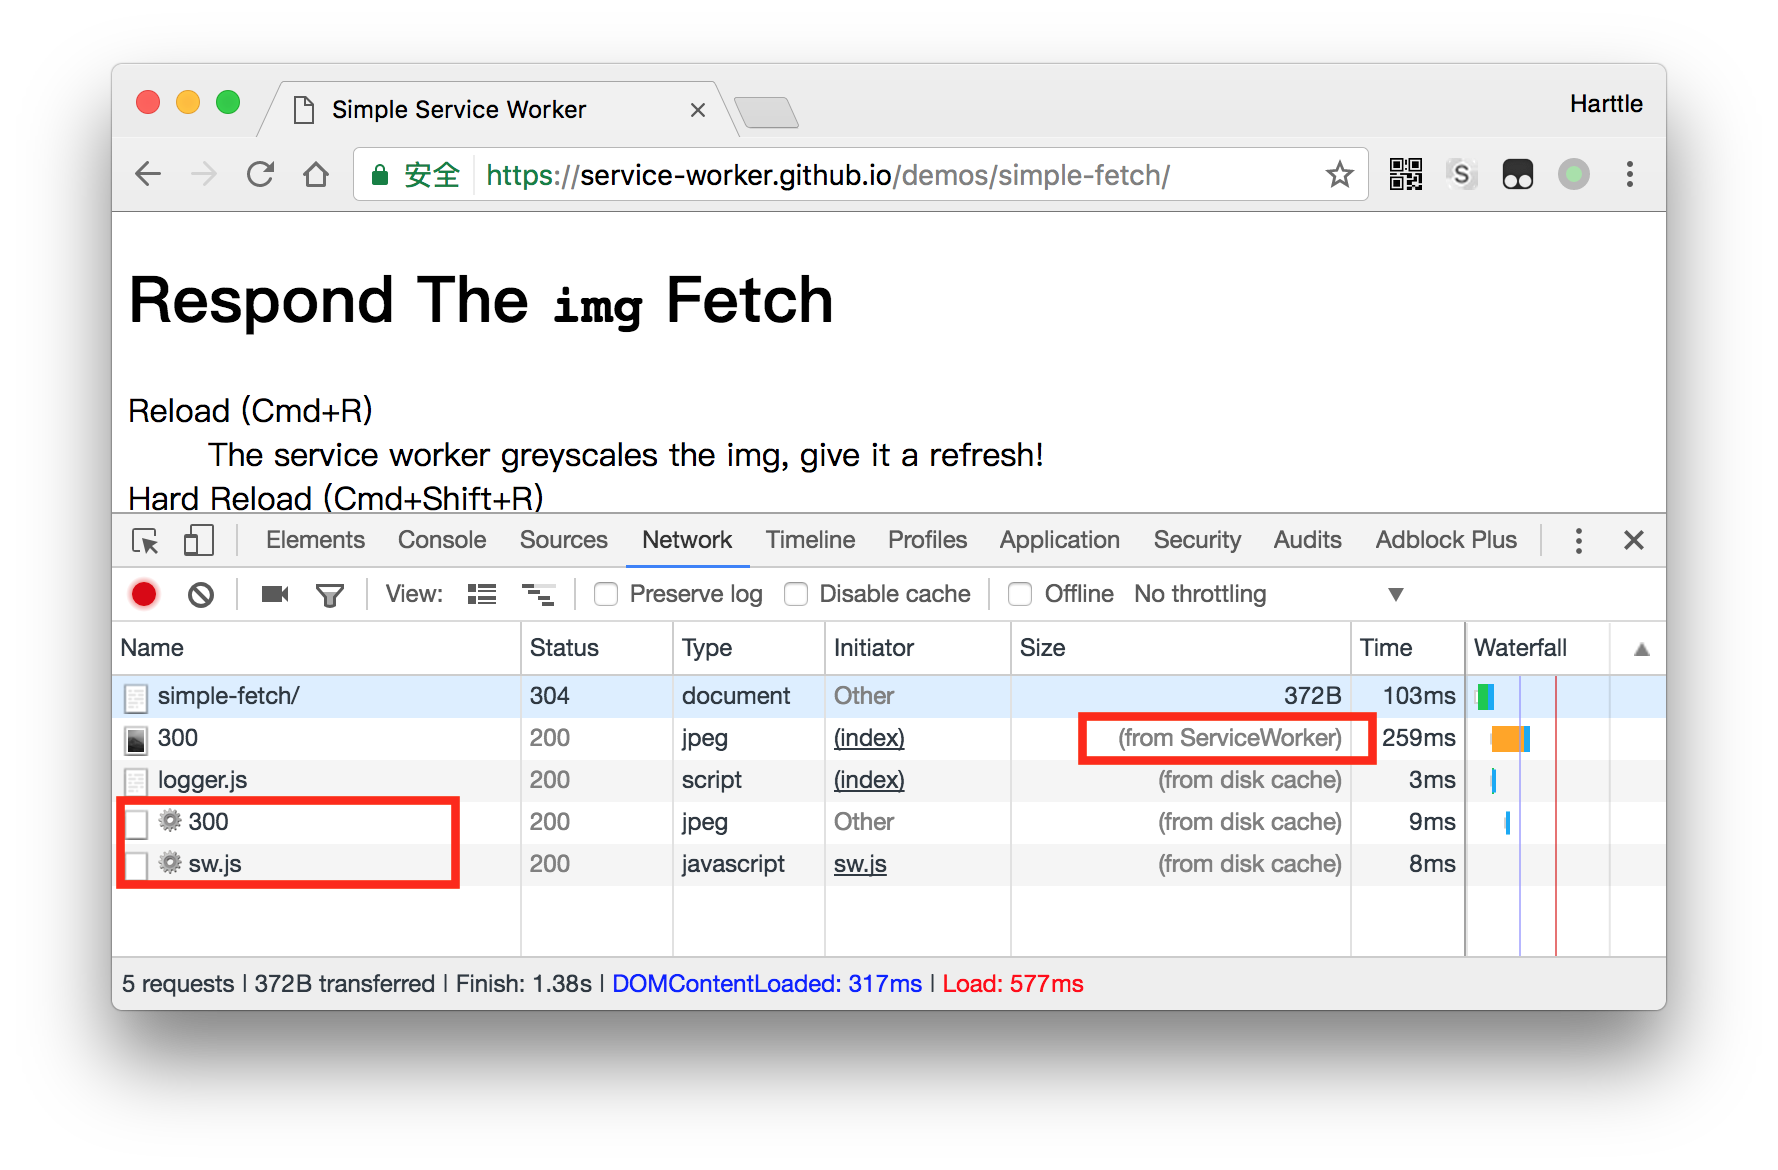 Simple Service Worker
Harttle
安全 https://service-worker.github.io/demos/simple-fetch/
S
Respond The img Fetch
Reload (Cmd+R)
The service worker greyscales the img, give it a refresh!
Hard Reload (Cmd+Shift+R)
Elements Console Sources Network Timeline Profiles Application Security Audits Adblock Plus
View: Preserve log Disable cache Offline No throttling
Name Status Type Initiator Size Time Waterfall
simple-fetch/ 304 document Other 372B 103ms
300 200 jpeg (index) (from ServiceWorker) 259ms
logger.js 200 script (index) (from disk cache) 3ms
300 200 jpeg Other (from disk cache) 9ms
sw.js 200 javascript sw.js (from disk cache) 8ms
5 requests | 372B transferred | Finish: 1.38s | DOMContentLoaded: 317ms | Load: 577ms